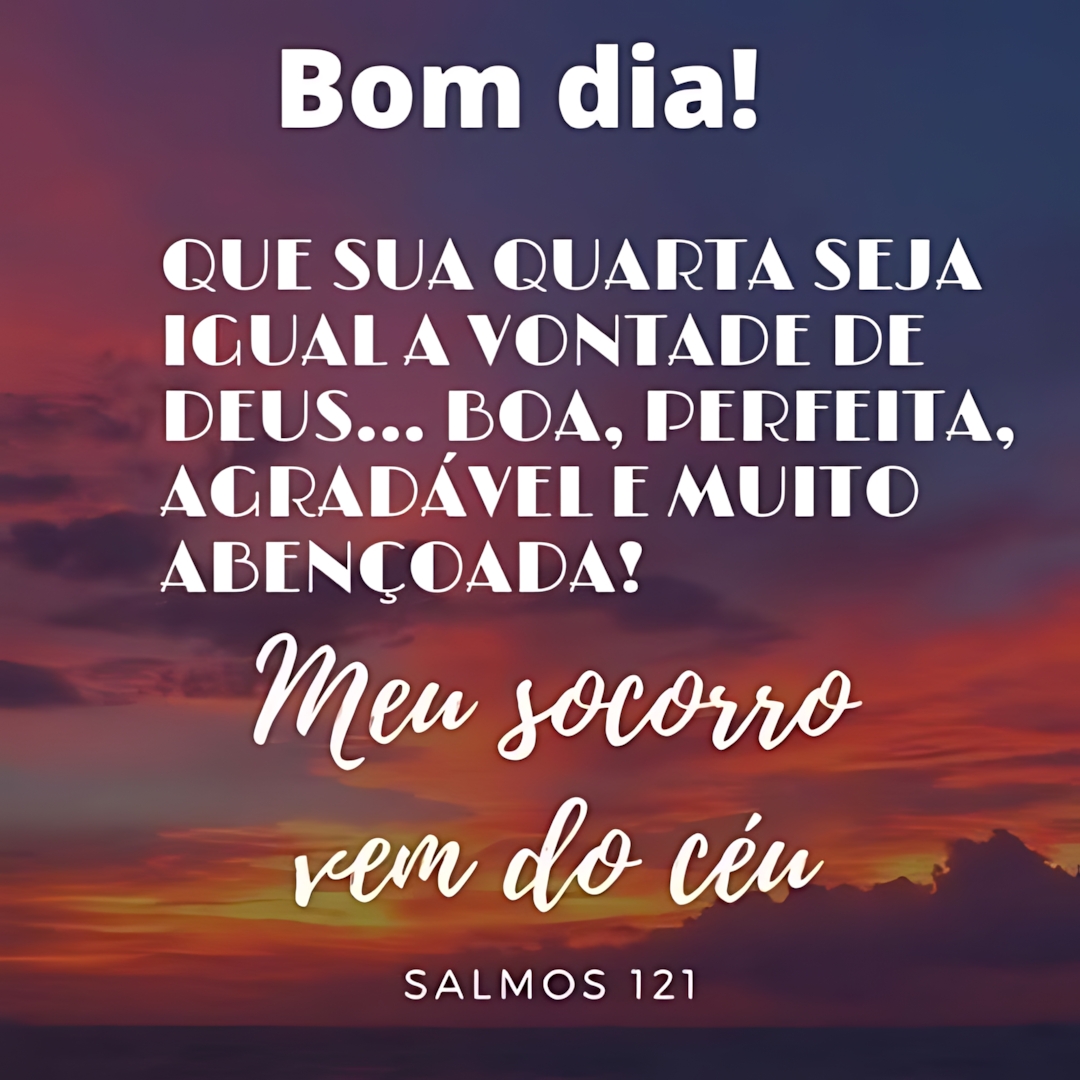 Bom dia!
QUE SUA QUARTA SEJA
IGUAL A VONTADE DE
DEUS... BOA, PERFEITA,
AGRADÁVEL E MUITO
ABENÇOADA!
Meu socorro
vem do céu
SALMOS 121